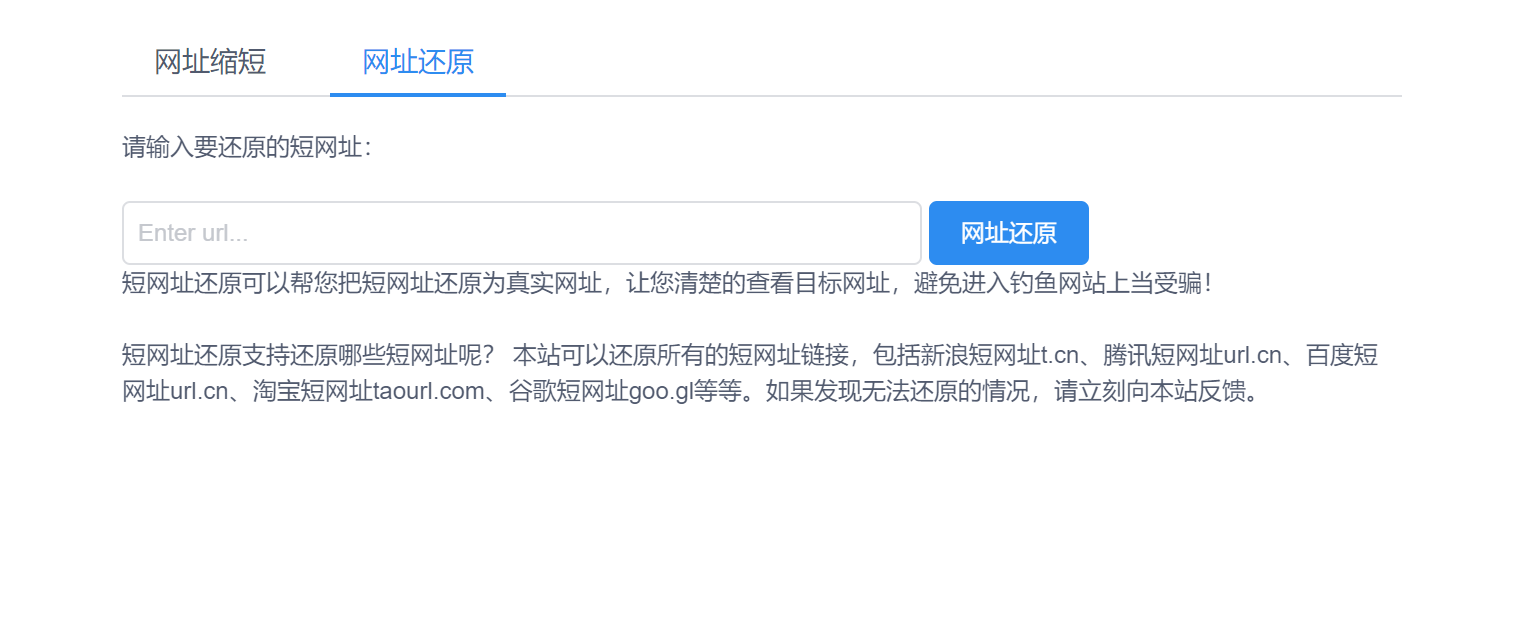 网址缩短 网址还原
请输入要还原的短网址：
Enter url... 网址还原
短网址还原可以帮您把短网址还原为真实网址，让您清楚的查看目标网址，避免进入钓鱼网站上当受骗！
短网址还原支持还原哪些短网址呢？ 本站可以还原所有的短网址链接，包括新浪短网址t.cn、腾讯短网址url.cn、百度短
网址url.cn、淘宝短网址taourl.com、谷歌短网址goo.gl等等。如果发现无法还原的情况，请立刻向本站反馈。